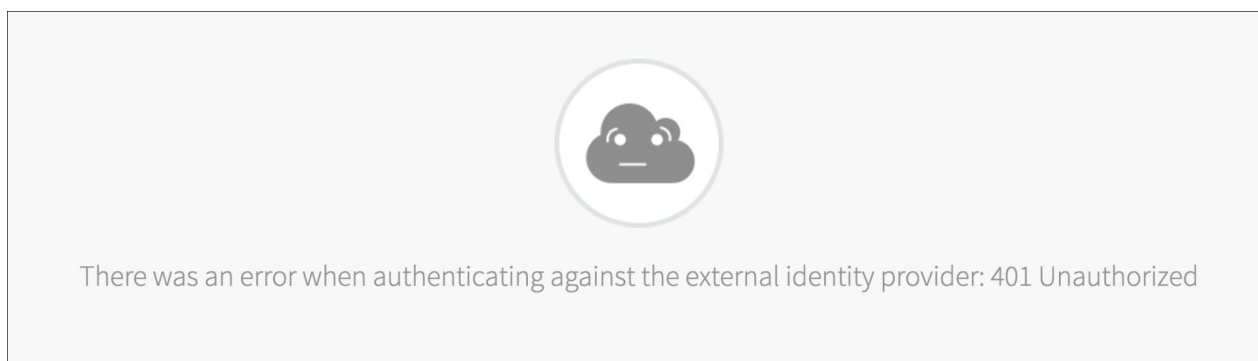 There was an error when authenticating against the external identity provider: 401 Unauthorized